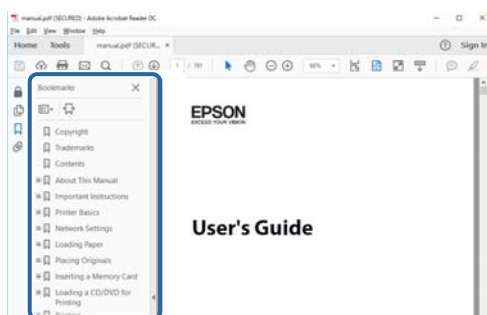 manual.pdf (SECURED) - Adobe Acrobat Reader DC
File Edit View Window Help
Home Tools manual.pdf (SECUR... × Sign In
1 / 191
Bookmarks ×
EPSON
EXCEED YOUR VISION
Copyright
Trademarks
Contents
About This Manual
Important Instructions
Printer Basics
Network Settings
User's Guide
Loading Paper
Placing Originals
Inserting a Memory Card
Loading a CD/DVD for
Printing